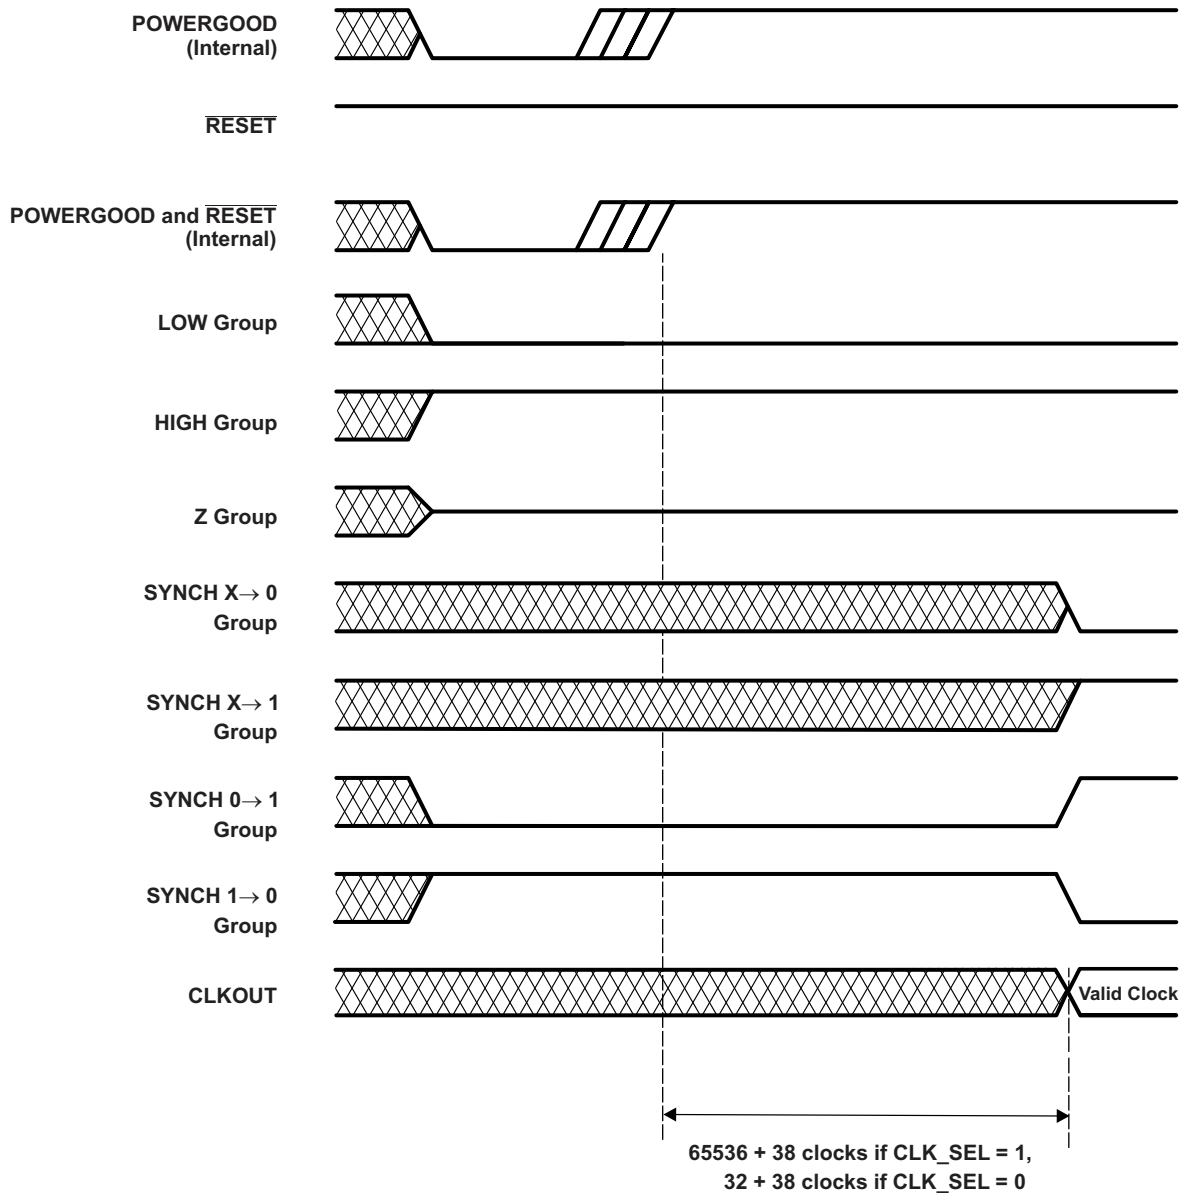 POWERGOOD
(Internal)
RESET
POWERGOOD and RESET
(Internal)
LOW Group
HIGH Group
Z Group
SYNCH X→ 0
Group
SYNCH X→ 1
Group
SYNCH 0→ 1
Group
SYNCH 1→ 0
Group
CLKOUT
Valid Clock
65536 + 38 clocks if CLK_SEL = 1,
32 + 38 clocks if CLK_SEL = 0